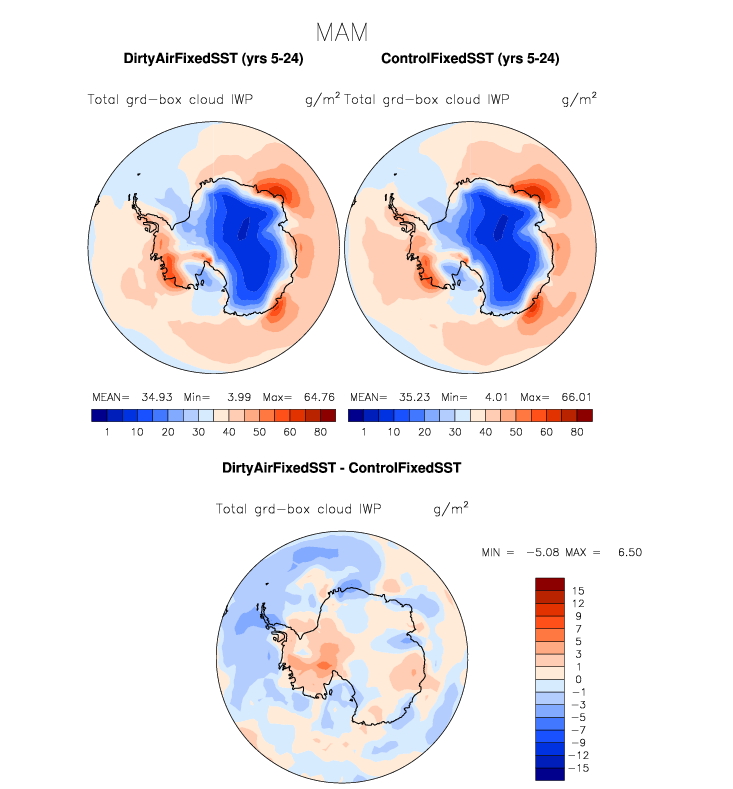 MAM
DirtyAirFixedSST (yrs 5-24) ControlFixedSST (yrs 5-24)
Total grd-box cloud IWP g/m² Total grd-box cloud IWP g/m²
MEAN= 34.93 Min= 3.99 Max= 64.76 MEAN= 35.23 Min= 4.01 Max= 66.01
1 10 20 30 40 50 60 80 1 10 20 30 40 50 60 80
DirtyAirFixedSST - ControlFixedSST
Total grd-box cloud IWP g/m²
MIN = -5.08 MAX = 6.50
15
12
9
7
5
3
1
0
-1
-3
-5
-7
-9
-12
-15